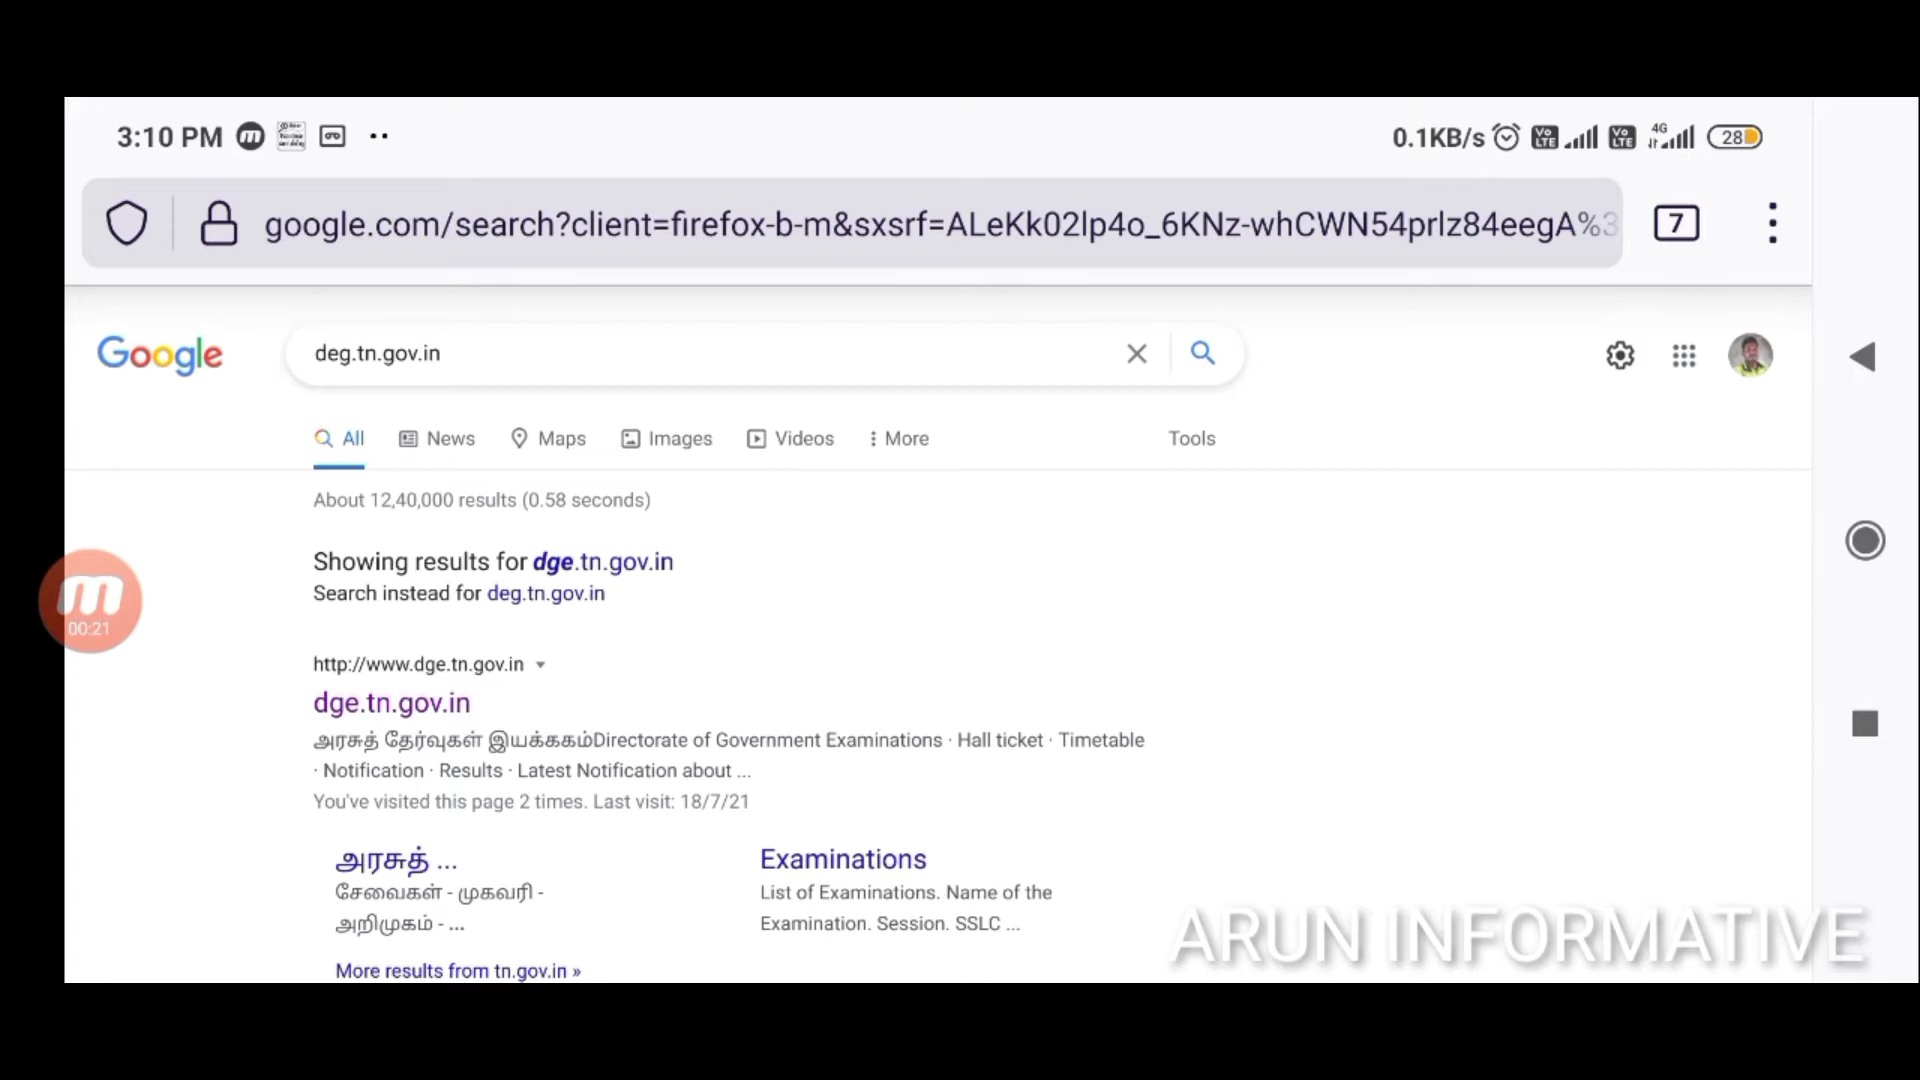 3:10 PM
0.1KB/s
4G
28
google.com/search?client=firefox-b-m&sxsrf=ALeKk02lp4o_6KNz-whCWN54prlz84eegA%3
7
Google
deg.tn.gov.in
All
News
Maps
Images
Videos
More
Tools
About 12,40,000 results (0.58 seconds)
Showing results for dge.tn.gov.in
Search instead for deg.tn.gov.in
00:21
http://www.dge.tn.gov.in
dge.tn.gov.in
அரசுத் தேர்வுகள் இயக்ககம்Directorate of Government Examinations · Hall ticket · Timetable
· Notification · Results · Latest Notification about ...
You've visited this page 2 times. Last visit: 18/7/21
அரசுத் ...
சேவைகள் - முகவரி -
அறிமுகம் - ...
Examinations
List of Examinations. Name of the
Examination. Session. SSLC ...
More results from tn.gov.in »
ARUN INFORMATIVE